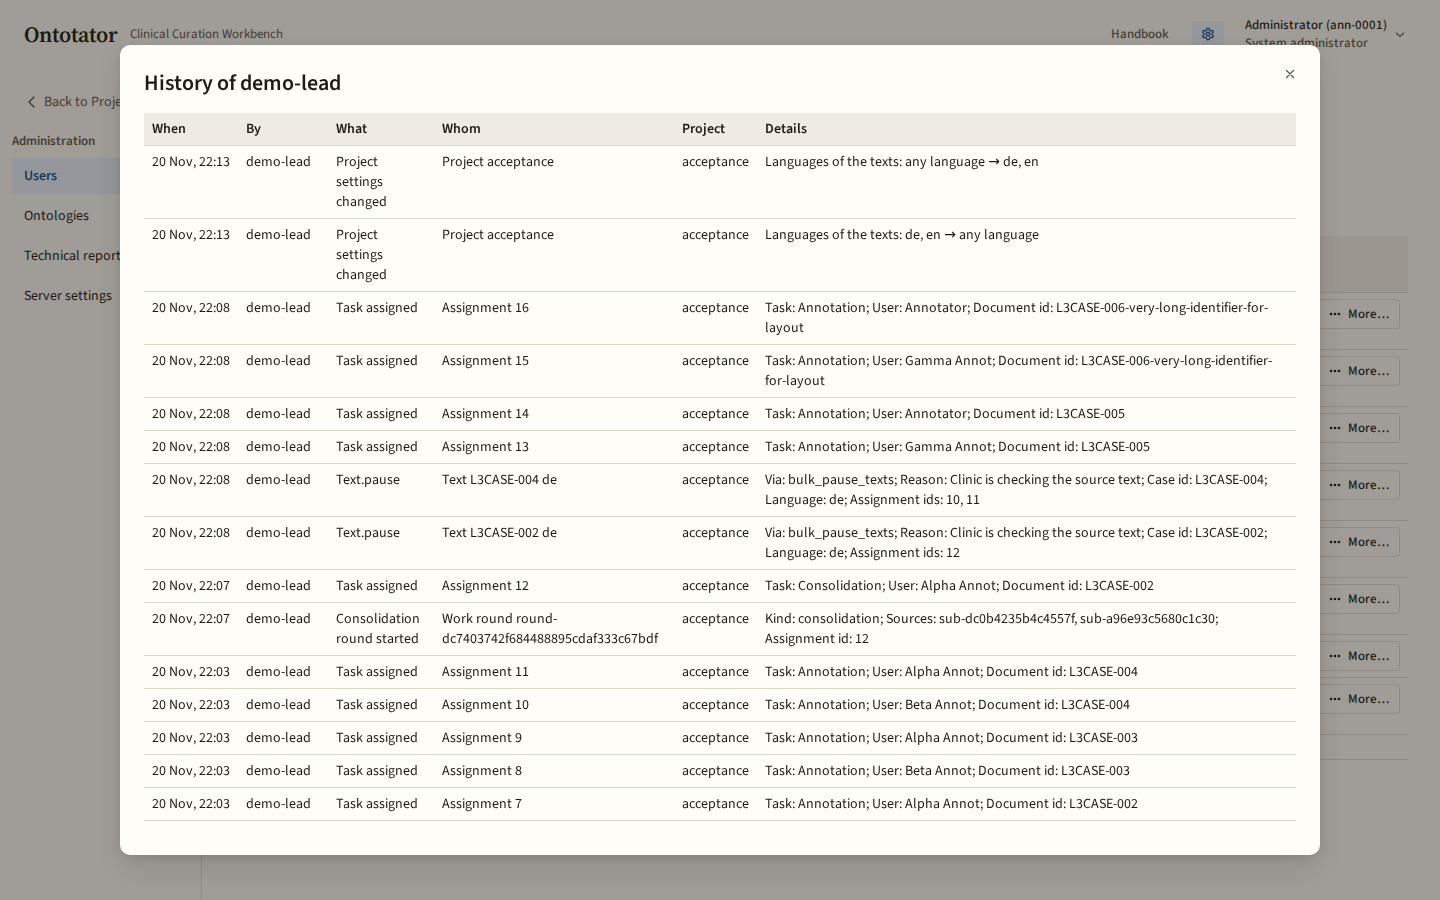 Ontotator Clinical Curation Workbench Handbook Administrator (ann-0001)
System administrator
Back to Proje
Administration
Users
Ontologies
Technical report
Server settings
History of demo-lead
When By What Whom Project Details
20 Nov, 22:13 demo-lead Project settings changed Project acceptance acceptance Languages of the texts: any language → de, en
20 Nov, 22:13 demo-lead Project settings changed Project acceptance acceptance Languages of the texts: de, en → any language
20 Nov, 22:08 demo-lead Task assigned Assignment 16 acceptance Task: Annotation; User: Annotator; Document id: L3CASE-006-very-long-identifier-for-
layout
20 Nov, 22:08 demo-lead Task assigned Assignment 15 acceptance Task: Annotation; User: Gamma Annot; Document id: L3CASE-006-very-long-identifier-
for-layout
20 Nov, 22:08 demo-lead Task assigned Assignment 14 acceptance Task: Annotation; User: Annotator; Document id: L3CASE-005
20 Nov, 22:08 demo-lead Task assigned Assignment 13 acceptance Task: Annotation; User: Gamma Annot; Document id: L3CASE-005
20 Nov, 22:08 demo-lead Text.pause Text L3CASE-004 de acceptance Via: bulk_pause_texts; Reason: Clinic is checking the source text; Case id: L3CASE-004;
Language: de; Assignment ids: 10, 11
20 Nov, 22:08 demo-lead Text.pause Text L3CASE-002 de acceptance Via: bulk_pause_texts; Reason: Clinic is checking the source text; Case id: L3CASE-002;
Language: de; Assignment ids: 12
20 Nov, 22:07 demo-lead Task assigned Assignment 12 acceptance Task: Consolidation; User: Alpha Annot; Document id: L3CASE-002
20 Nov, 22:07 demo-lead Consolidation Work round round- acceptance Kind: consolidation; Sources: sub-dc0b4235b4c4557f, sub-a96e93c5680c1c30;
round started dc7403742f684488895cdaf333c67bdf Assignment id: 12
20 Nov, 22:03 demo-lead Task assigned Assignment 11 acceptance Task: Annotation; User: Alpha Annot; Document id: L3CASE-004
20 Nov, 22:03 demo-lead Task assigned Assignment 10 acceptance Task: Annotation; User: Beta Annot; Document id: L3CASE-004
20 Nov, 22:03 demo-lead Task assigned Assignment 9 acceptance Task: Annotation; User: Alpha Annot; Document id: L3CASE-003
20 Nov, 22:03 demo-lead Task assigned Assignment 8 acceptance Task: Annotation; User: Beta Annot; Document id: L3CASE-003
20 Nov, 22:03 demo-lead Task assigned Assignment 7 acceptance Task: Annotation; User: Alpha Annot; Document id: L3CASE-002
More…
More…
More…
More…
More…
More…
More…
More…